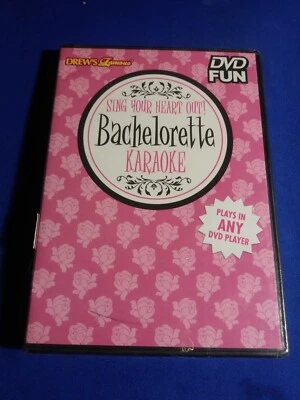 DREW'S Famous
DVD
FUN
SING YOUR HEART OUT!
Bachelorette
KARAOKE
PLAYS IN
ANY
DVD PLAYER